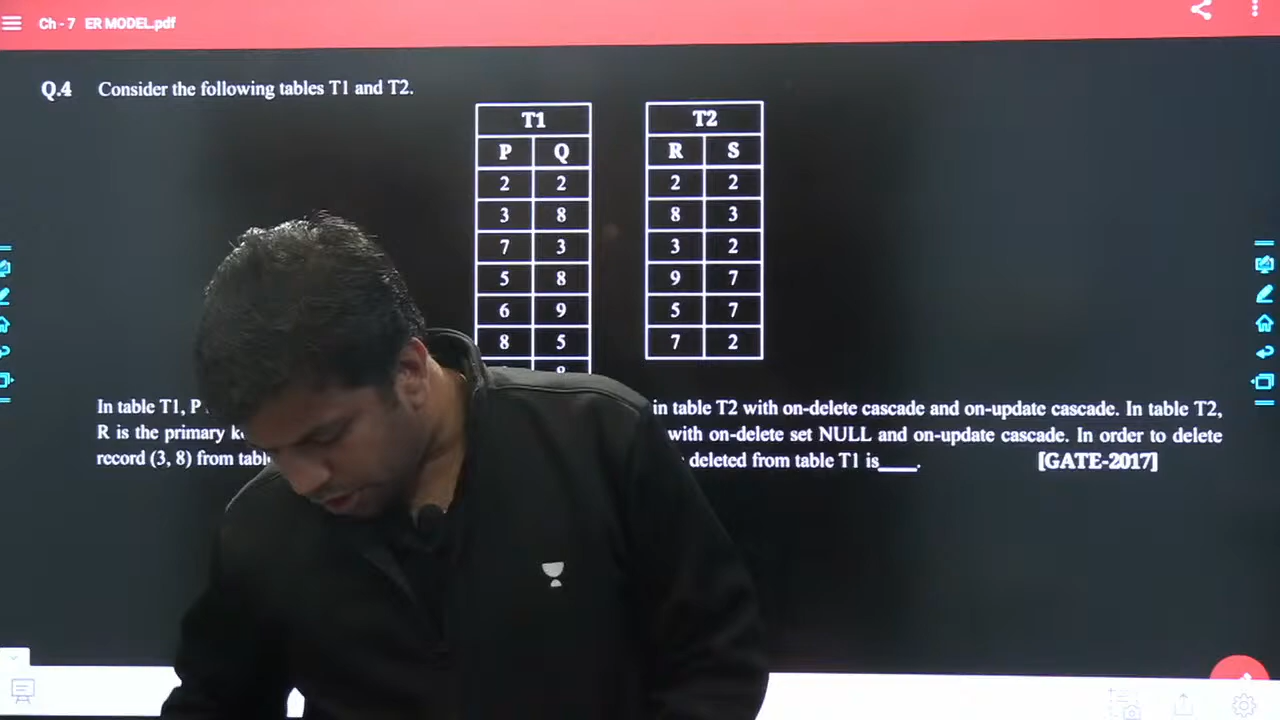 Ch - 7 ER MODEL.pdf
Q.4 Consider the following tables T1 and T2.
T1 T2
P Q R S
2 2 2 2
3 8 8 3
7 3 3 2
5 8 9 7
6 9 5 7
8 5 7 2
In table T1, P in table T2 with on-delete cascade and on-update cascade. In table T2,
R is the primary with on-delete set NULL and on-update cascade. In order to delete
record (3, 8) from deleted from table T1 is____. [GATE-2017]